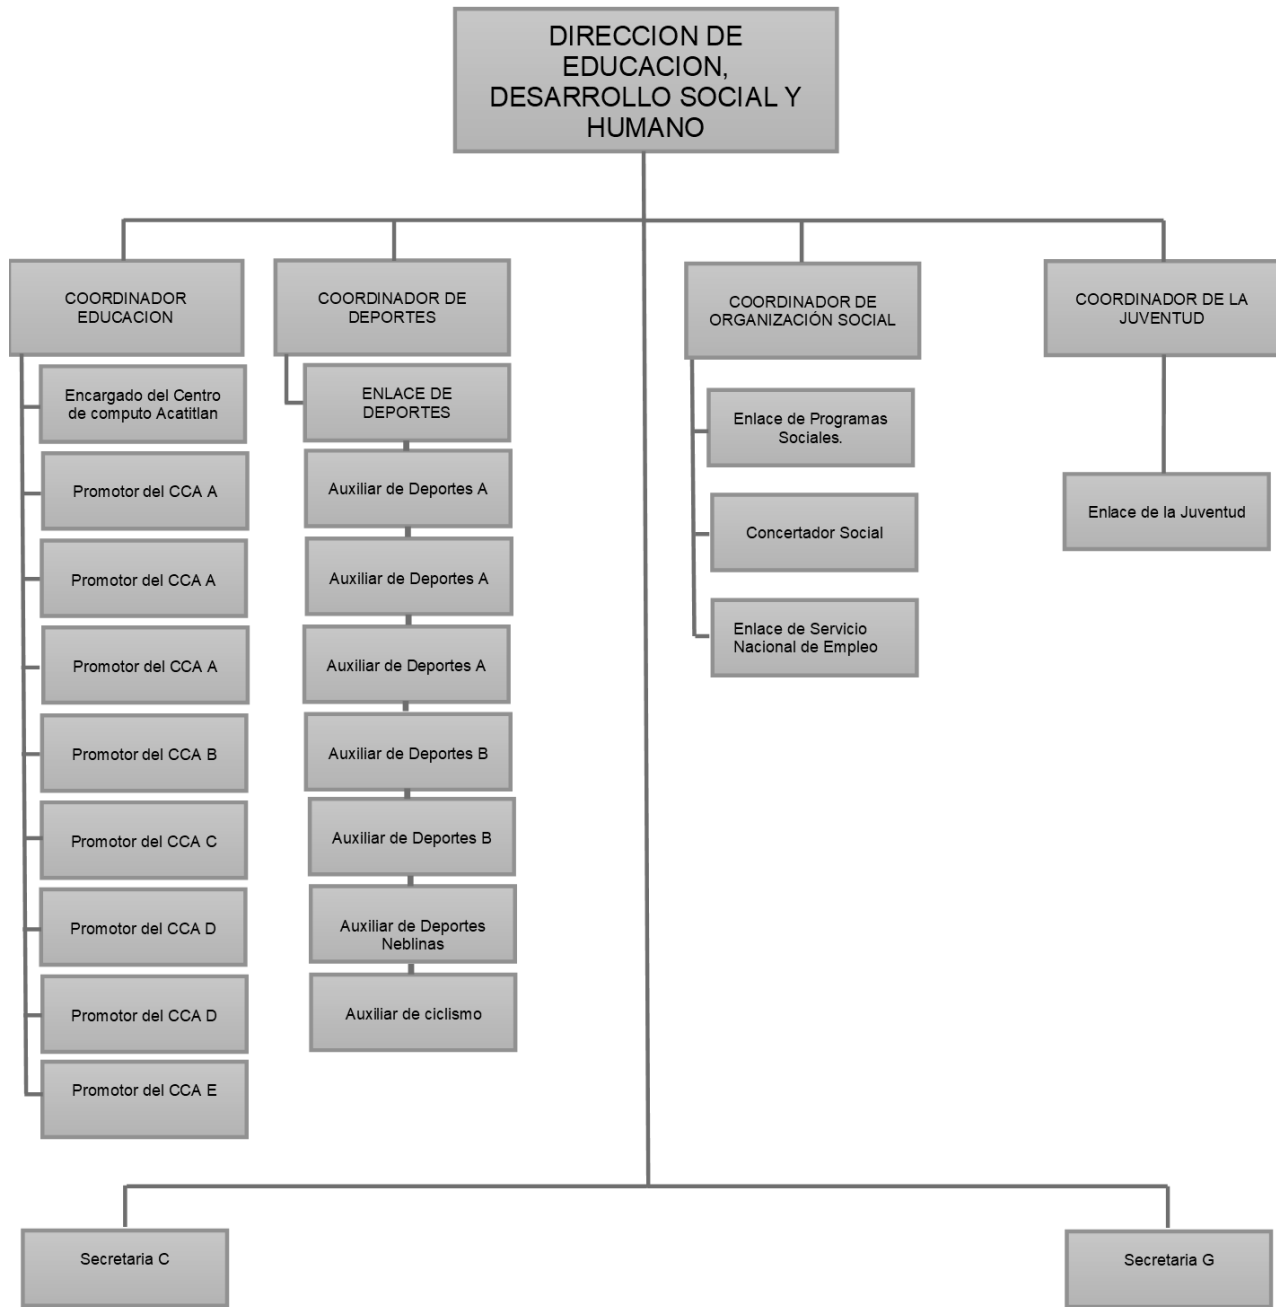 DIRECCION DE
EDUCACION,
DESARROLLO SOCIAL Y
HUMANO
COORDINADOR
EDUCACION
COORDINADOR DE
DEPORTES
COORDINADOR DE
ORGANIZACIÓN SOCIAL
COORDINADOR DE LA
JUVENTUD
Encargado del Centro
de computo Acatitlan
Promotor del CCA A
Promotor del CCA A
Promotor del CCA A
Promotor del CCA B
Promotor del CCA C
Promotor del CCA D
Promotor del CCA D
Promotor del CCA E
ENLACE DE
DEPORTES
Auxiliar de Deportes A
Auxiliar de Deportes A
Auxiliar de Deportes A
Auxiliar de Deportes B
Auxiliar de Deportes B
Auxiliar de Deportes
Neblinas
Auxiliar de ciclismo
Enlace de Programas
Sociales.
Concertador Social
Enlace de Servicio
Nacional de Empleo
Enlace de la Juventud
Secretaria C
Secretaria G